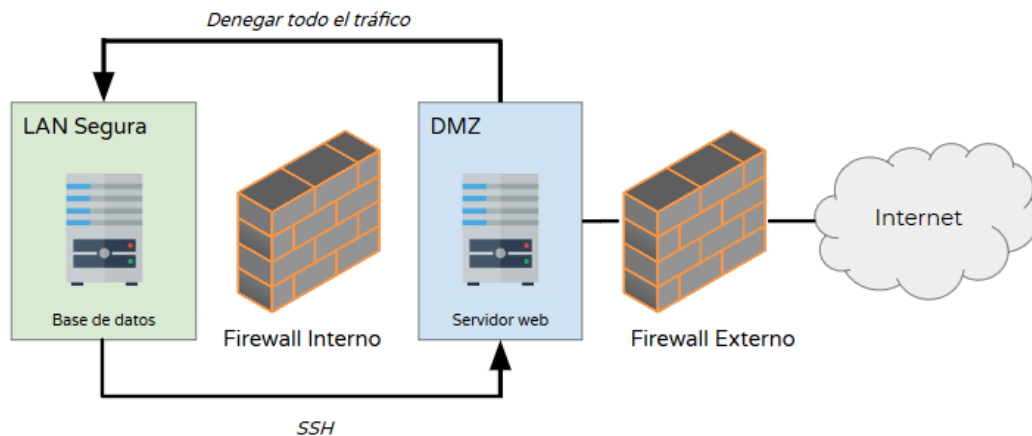 Denegar todo el tráfico
LAN Segura
DMZ
Internet
Base de datos
Servidor web
Firewall Interno
Firewall Externo
SSH